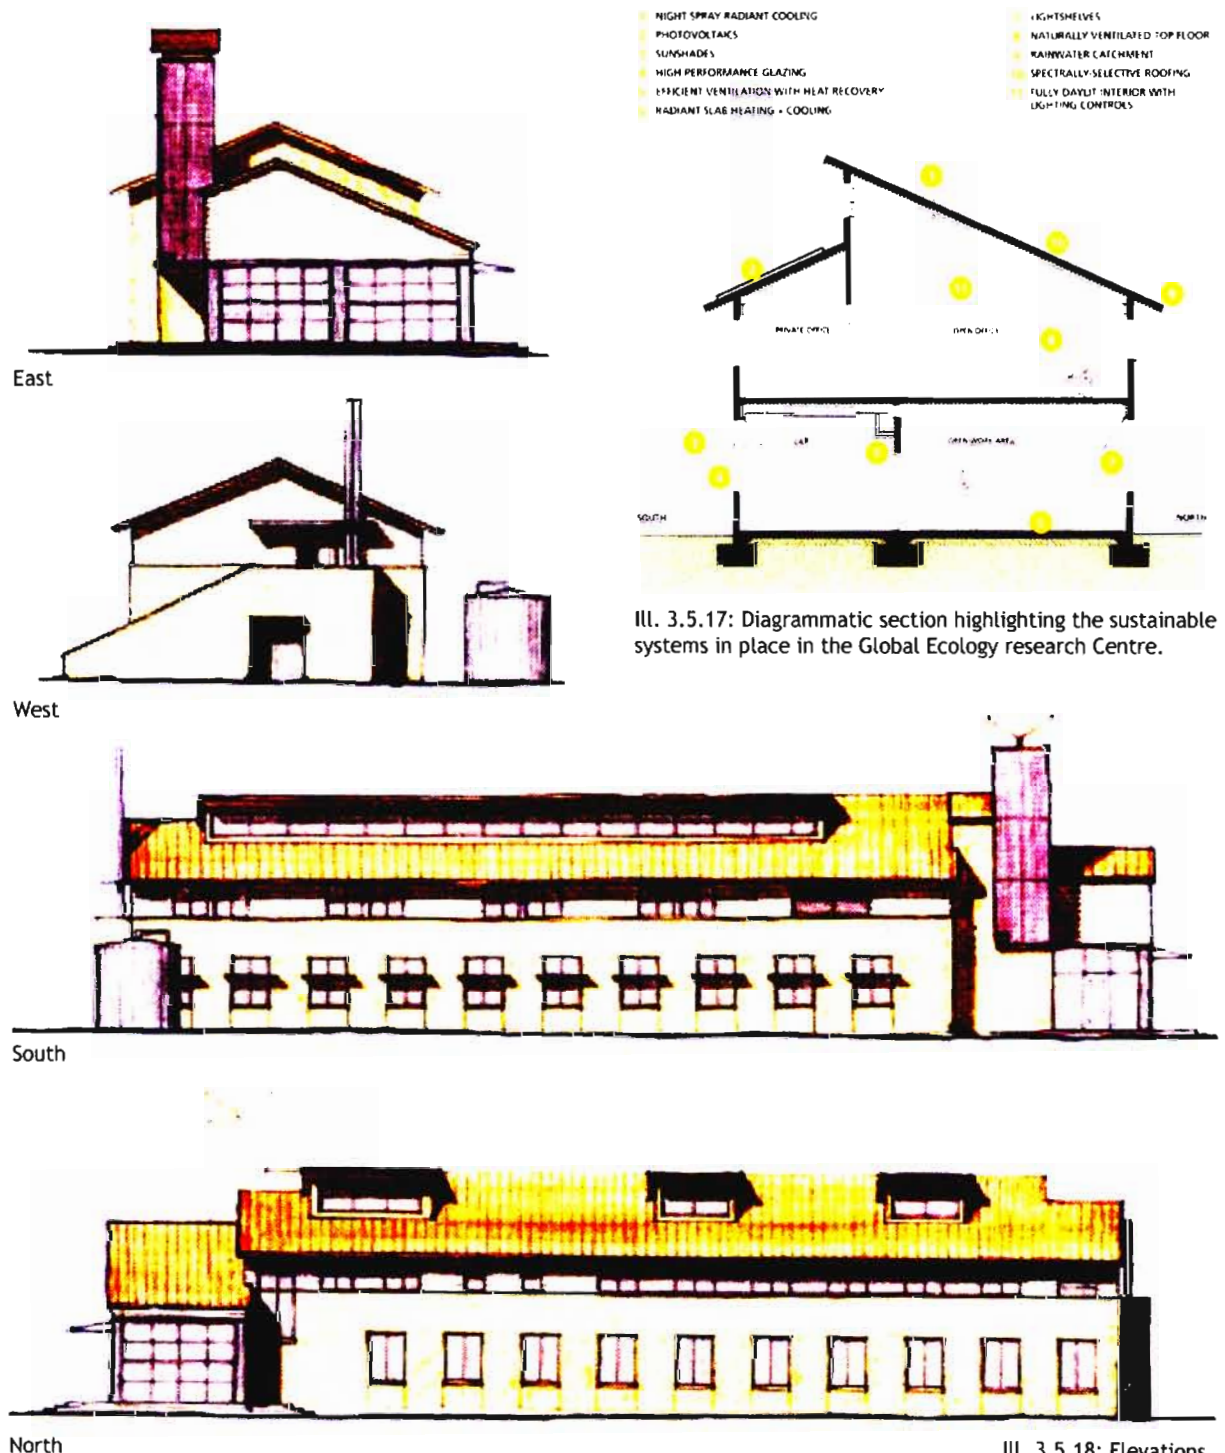 NIGHT SPRAY RADIANT COOLING
PHOTOVOLTAICS
SUNSHADES
HIGH PERFORMANCE GLAZING
EFFICIENT VENTILATION WITH HEAT RECOVERY
RADIANT SLAB HEATING + COOLING
LIGHTSHELVES
NATURALLY VENTILATED TOP FLOOR
RAINWATER CATCHMENT
SPECTRALLY-SELECTIVE ROOFING
FULLY DAYLIT INTERIOR WITH
LIGHTING CONTROLS
PRIVATE OFFICE
OPEN OFFICE
LAB
OPEN WORK AREA
SOUTH
NORTH
Ill. 3.5.17: Diagrammatic section highlighting the sustainable
systems in place in the Global Ecology research Centre.
East
West
South
North
Ill. 3.5.18: Elevations